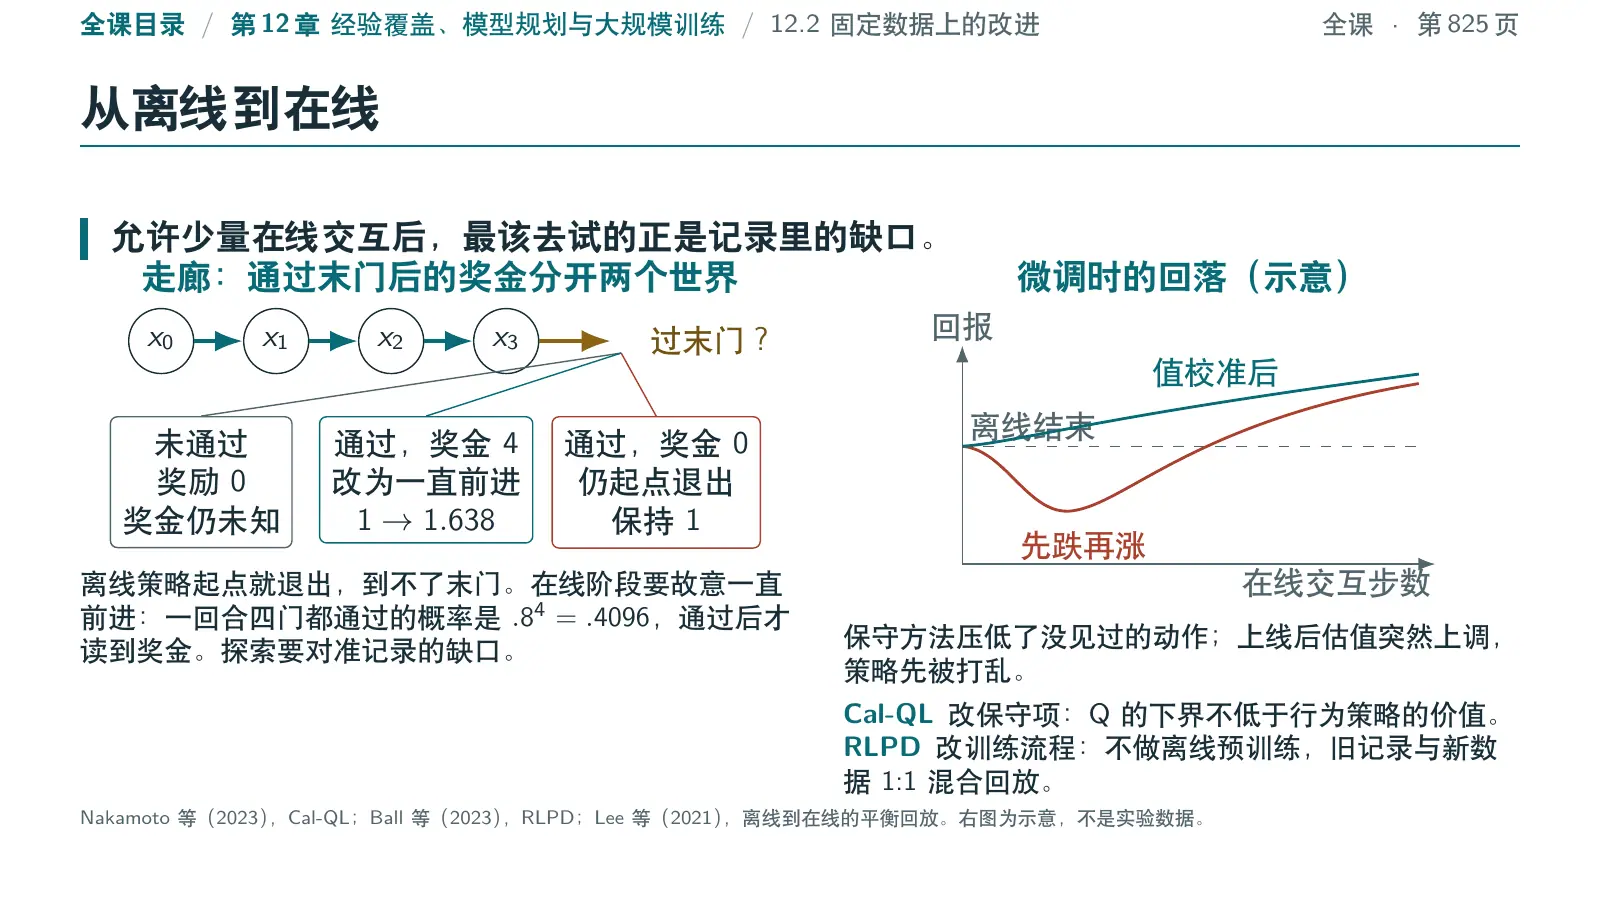 全课目录 / 第 12 章 经验覆盖、模型规划与大规模训练 / 12.2 固定数据上的改进
全课 · 第 825 页
从离线到在线
允许少量在线交互后，最该去试的正是记录里的缺口。
走廊：通过末门后的奖金分开两个世界
x₀ x₁ x₂ x₃ 过末门？
未通过
奖励 0
奖金仍未知
通过，奖金 4
改为一直前进
1 → 1.638
通过，奖金 0
仍起点退出
保持 1
离线策略起点就退出，到不了末门。在线阶段要故意一直
前进：一回合四门都通过的概率是 .8⁴ = .4096，通过后才
读到奖金。探索要对准记录的缺口。
微调时的回落（示意）
回报
值校准后
离线结束
先跌再涨
在线交互步数
保守方法压低了没见过的动作；上线后估值突然上调，
策略先被打乱。
Cal-QL 改保守项：Q 的下界不低于行为策略的价值。
RLPD 改训练流程：不做离线预训练，旧记录与新数
据 1:1 混合回放。
Nakamoto 等（2023），Cal-QL；Ball 等（2023），RLPD；Lee 等（2021），离线到在线的平衡回放。右图为示意，不是实验数据。